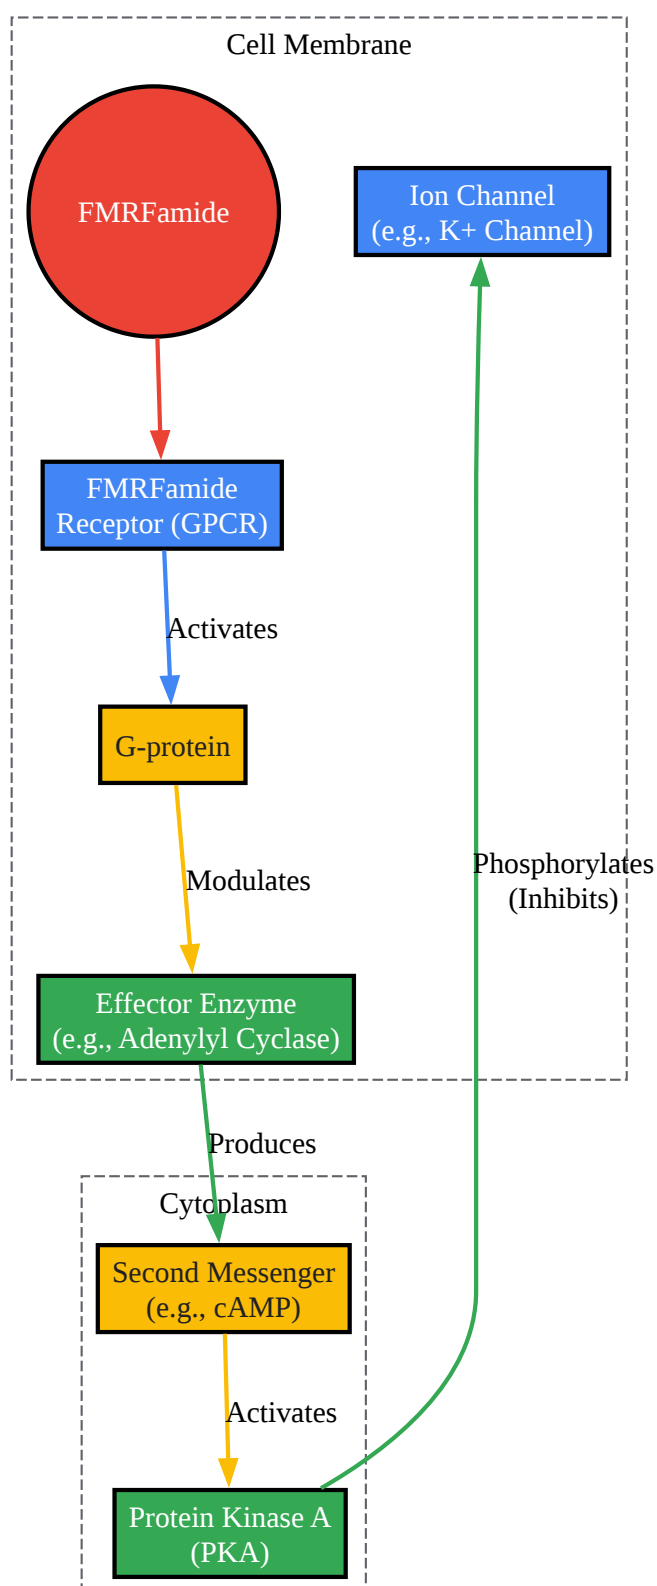 Cell Membrane
FMRFamide
Ion Channel
(e.g., K+ Channel)
FMRFamide
Receptor (GPCR)
Activates
G-protein
Modulates
Phosphorylates
(Inhibits)
Effector Enzyme
(e.g., Adenylyl Cyclase)
Produces
Cytoplasm
Second Messenger
(e.g., cAMP)
Activates
Protein Kinase A
(PKA)